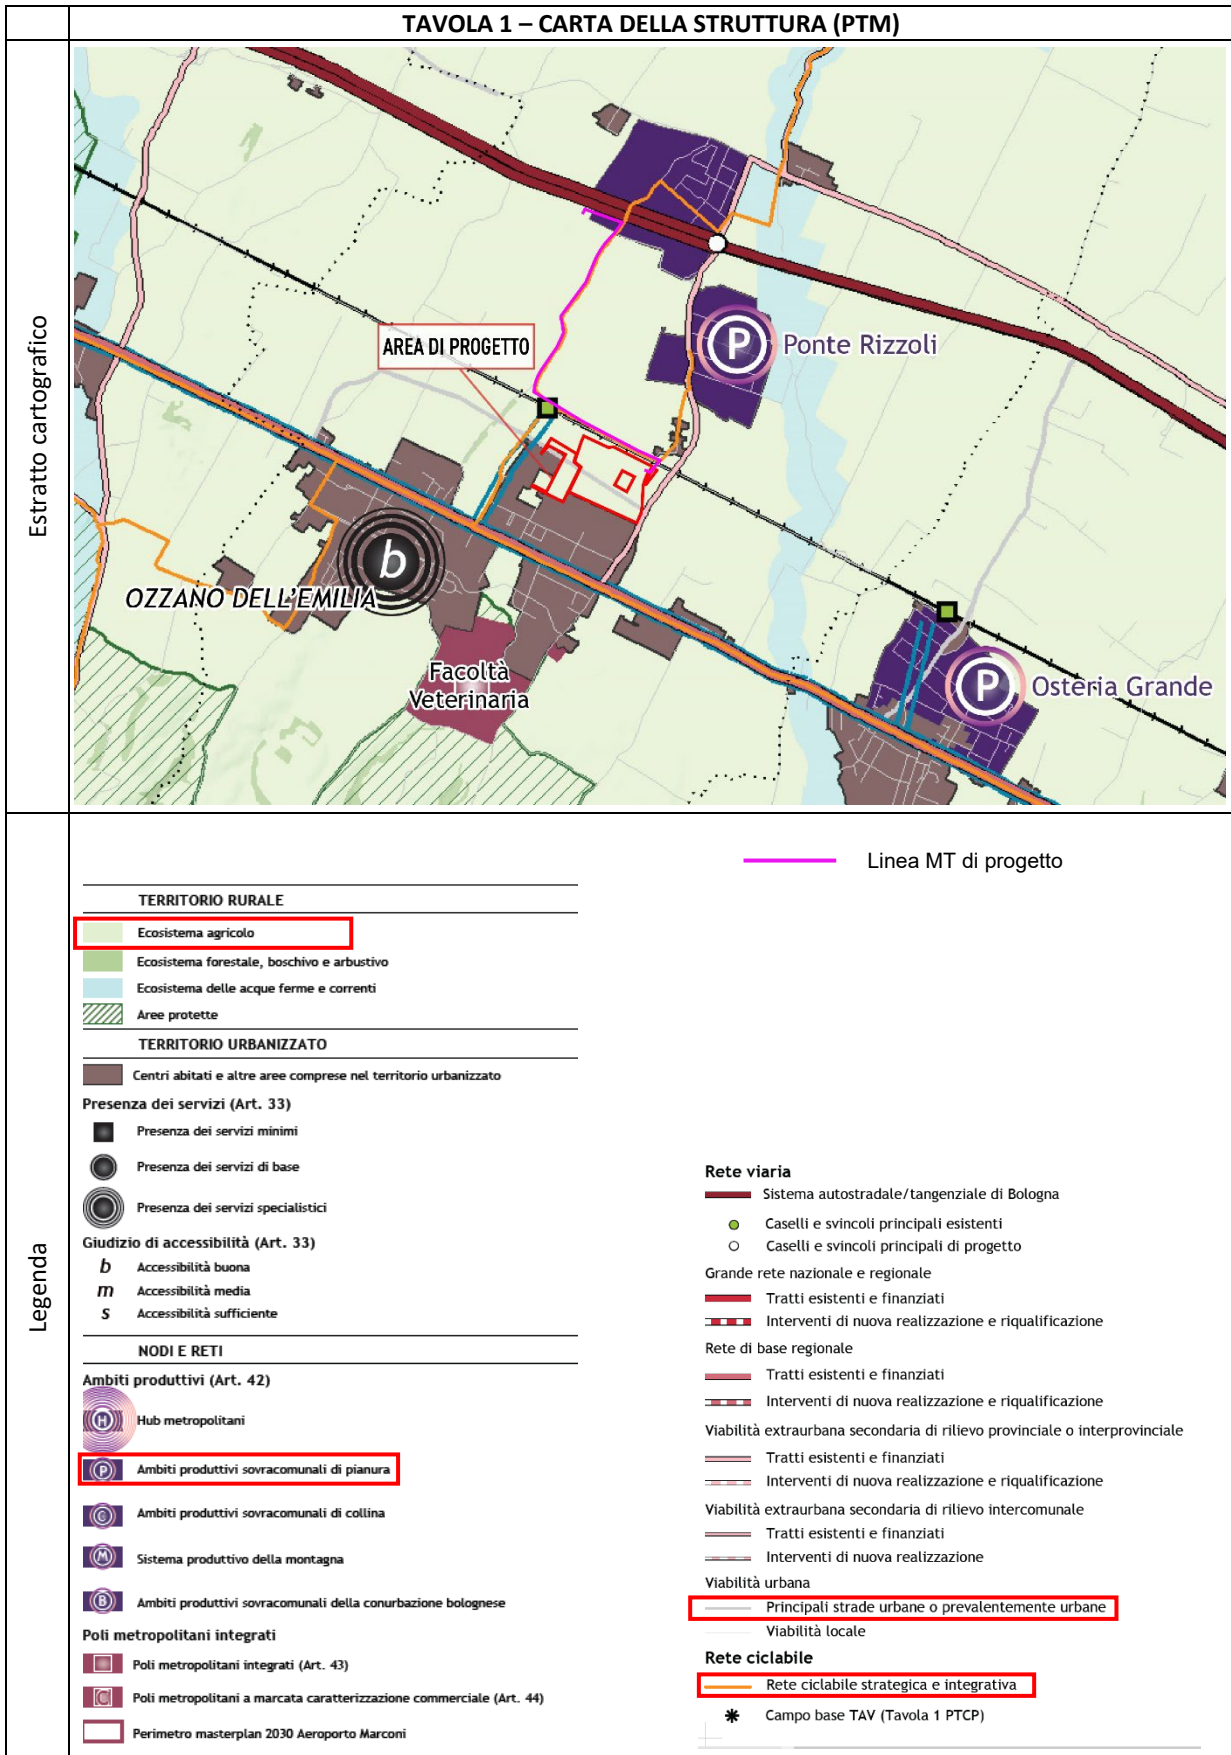 TAVOLA 1 – CARTA DELLA STRUTTURA (PTM)
Estratto cartografico
AREA DI PROGETTO
P
Ponte Rizzoli
b
OZZANO DELL'EMILIA
Facoltà
Veterinaria
P
Osteria Grande
Legenda
Linea MT di progetto
TERRITORIO RURALE
Ecosistema agricolo
Ecosistema forestale, boschivo e arbustivo
Ecosistema delle acque ferme e correnti
Aree protette
TERRITORIO URBANIZZATO
Centri abitati e altre aree comprese nel territorio urbanizzato
Presenza dei servizi (Art. 33)
Presenza dei servizi minimi
Presenza dei servizi di base
Presenza dei servizi specialistici
Giudizio di accessibilità (Art. 33)
b Accessibilità buona
m Accessibilità media
s Accessibilità sufficiente
NODI E RETI
Ambiti produttivi (Art. 42)
H Hub metropolitani
P Ambiti produttivi sovracomunali di pianura
C Ambiti produttivi sovracomunali di collina
M Sistema produttivo della montagna
B Ambiti produttivi sovracomunali della conurbazione bolognese
Poli metropolitani integrati
Poli metropolitani integrati (Art. 43)
C Poli metropolitani a marcata caratterizzazione commerciale (Art. 44)
Perimetro masterplan 2030 Aeroporto Marconi
Rete viaria
Sistema autostradale/tangenziale di Bologna
Caselli e svincoli principali esistenti
Caselli e svincoli principali di progetto
Grande rete nazionale e regionale
Tratti esistenti e finanziati
Interventi di nuova realizzazione e riqualificazione
Rete di base regionale
Tratti esistenti e finanziati
Interventi di nuova realizzazione e riqualificazione
Viabilità extraurbana secondaria di rilievo provinciale o interprovinciale
Tratti esistenti e finanziati
Interventi di nuova realizzazione e riqualificazione
Viabilità extraurbana secondaria di rilievo intercomunale
Tratti esistenti e finanziati
Interventi di nuova realizzazione
Viabilità urbana
Principali strade urbane o prevalentemente urbane
Viabilità locale
Rete ciclabile
Rete ciclabile strategica e integrativa
Campo base TAV (Tavola 1 PTCP)